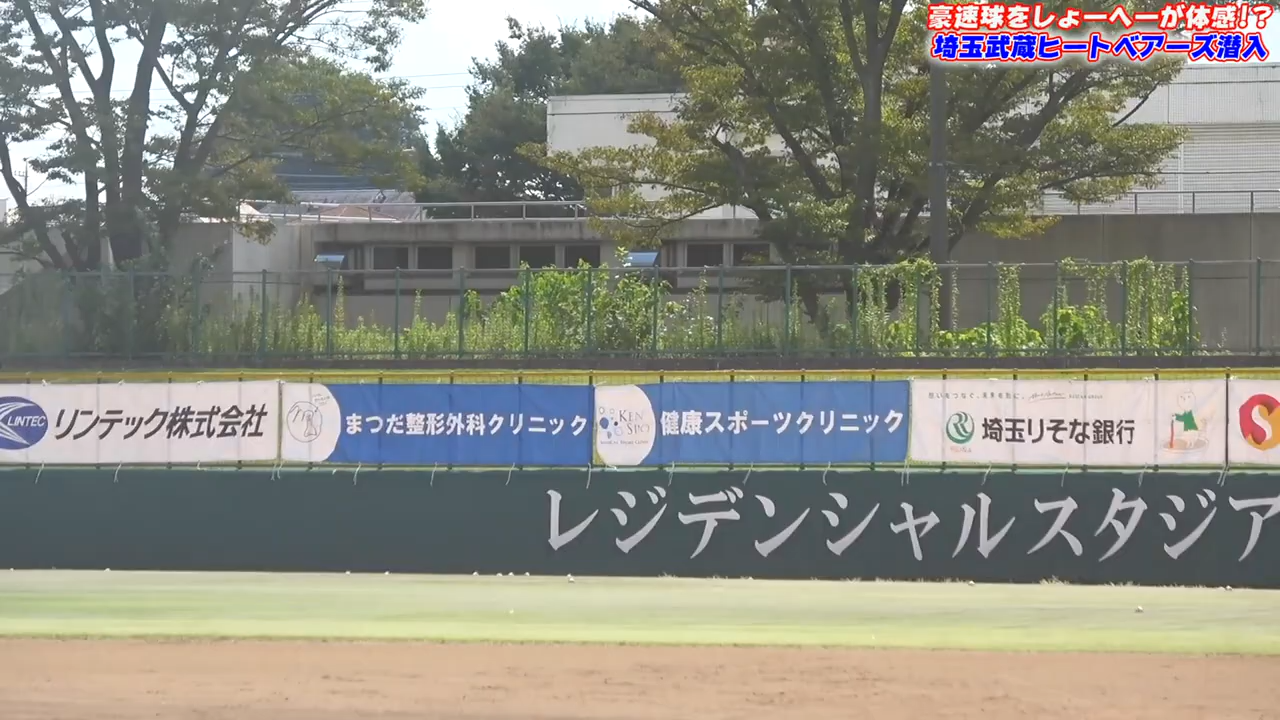 豪速球をしょーへーが体感!?
埼玉武蔵ヒートベアーズ潜入
LINTEC
リンテック株式会社
まつだ整形外科クリニック
KEN SPO
健康スポーツクリニック
埼玉りそな銀行
レジデンシャルスタジア